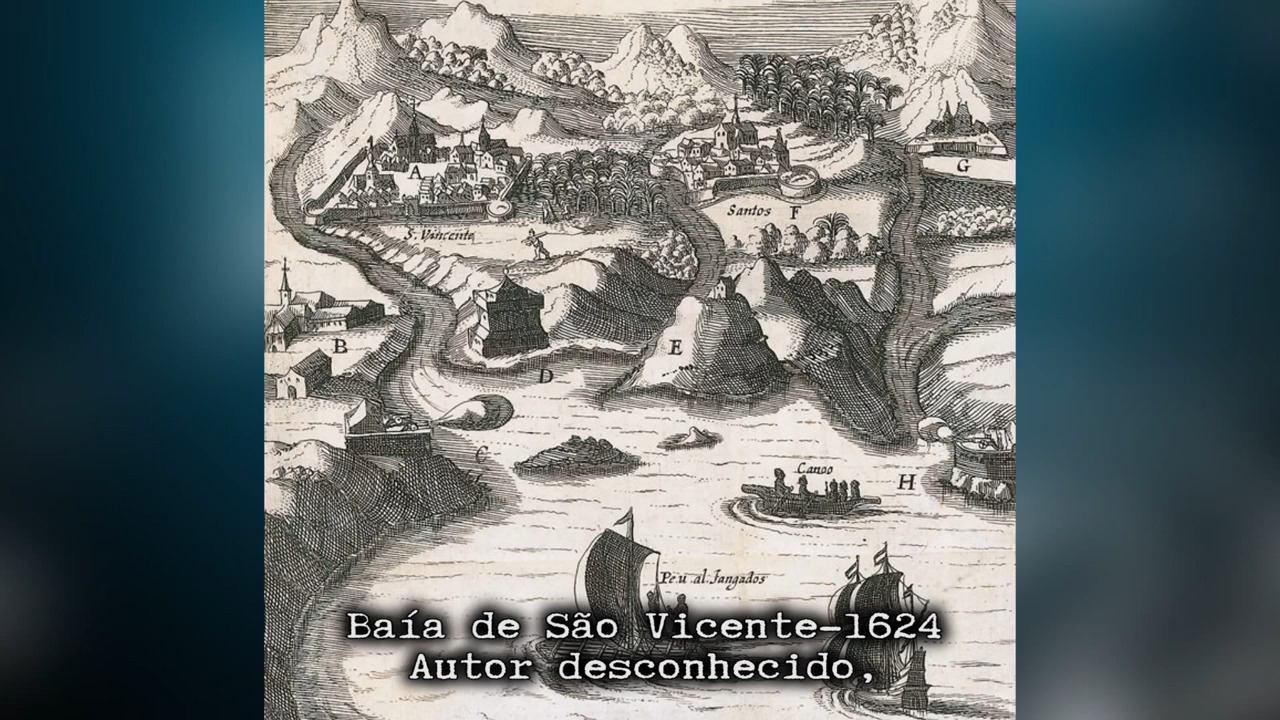 A
G
Santos F
S. Vincente
B
E
D
C
Canoo
H
Pe u al. Jangados
Baía de São Vicente-1624
Autor desconhecido,